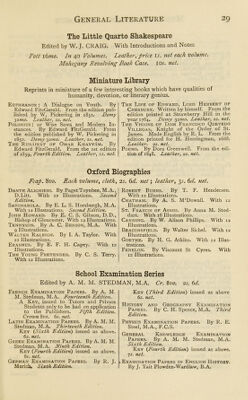 GENERAL LITERATURE 29
The Little Quarto Shakespeare
Edited by W. J. CRAIG. With Introductions and Notes
Pott 16mo. In 40 Volumes. Leather, price 1s. net each volume.
Mahogany Revolving Book Case. 10s. net.
Miniature Library
Reprints in miniature of a few interesting books which have qualities of
humanity, devotion, or literary genius.
EUPHRANOR: A Dialogue on Youth. By
Edward FitzGerald. From the edition pub-
lished by W. Pickering in 1851. Demy
32mo. Leather, 2s. net.
POLONIUS: or Wise Saws and Modern In-
stances. By Edward FitzGerald. From
the edition published by W. Pickering in
1852. Demy 32mo. Leather, 2s. net.
THE RUBÁIYÁT OF OMAR KHAYYÁM. By
Edward FitzGerald. From the 1st edition
of 1859, Fourth Edition. Leather, 1s. net.
THE LIFE OF EDWARD, LORD HERBERT OF
CHERBURY. Written by himself. From the
edition printed at Strawberry Hill in the
year 1764. Demy 32mo. Leather, 2s. net.
THE VISIONS OF DOM FRANCISCO QUEVEDO
VILLEGAS, Knight of the Order of St.
James. Made English by R. L. From the
edition printed for H. Herringman, 1668.
Leather. 2s. net.
POEMS. By Dora Greenwell. From the edi-
tion of 1848. Leather, 2s. net.
Oxford Biographies
Fcap. 8vo. Each volume, cloth, 2s. 6d. net; leather, 3s. 6d. net.
DANTE ALIGHIERI. By Paget Toynbee, M.A.,
D.Litt. With 12 Illustrations. Second
Edition.
SAVONAROLA. By E. L. S. Horsburgh, M.A.
With 12 Illustrations. Second Edition.
JOHN HOWARD. By E. C. S. Gibson, D.D.,
Bishop of Gloucester. With 12 Illustrations.
TENNYSON. By A. C. BENSON, M.A. With
9 Illustrations.
WALTER RALEIGH. By I. A. Taylor. With
12 Illustrations.
ERASMUS. By E. F. H. Capey. With 12
Illustrations.
THE YOUNG PRETENDER. By C. S. Terry.
With 12 Illustrations.
ROBERT BURNS. By T. F. Henderson.
With 12 Illustrations.
CHATHAM. By A. S. M'Dowall. With 12
Illustrations.
ST. FRANCIS OF ASSISI. By Anna M. Stod-
dart. With 16 Illustrations.
CANNING. By W. Alison Phillips. With 12
Illustrations.
BEACONSFIELD. By Walter Sichel. With 12
Illustrations.
GOETHE. By H. G. Atkins. With 12 Illus-
trations.
FENELON. By Viscount St. Cyres. With
12 Illustrations.
School Examination Series
Edited by A. M. M. STEDMAN, M.A. Cr. 8vo. 2s. 6d.
FRENCH EXAMINATION PAPERS. By A. M.
M. Stedman, M.A. Fourteenth Edition.
A KEY, issued to Tutors and Private
Students only, to be had on application
to the Publishers. Fifth Edition.
Crown 8vo. 6s. net.
LATIN EXAMINATION PAPERS. By A. M. M.
Stedman, M.A. Thirteenth Edition.
KEY (Sixth Edition) issued as above.
6s. net.
GREEK EXAMINATION PAPERS. By A. M. M.
Stedman, M.A. Ninth Edition.
KEY (Fourth Edition) issued as above.
6s. net.
GERMAN EXAMINATION PAPERS. By R. J.
Morich. Sixth Edition.
KEY (Third Edition) issued as above
6s. net.
HISTORY AND GEOGRAPHY EXAMINATION
PAPERS. By C. H. Spence, M.A. Third
Edition.
PHYSICS EXAMINATION PAPERS. By R. E.
Steel, M.A., F.C.S.
GENERAL KNOWLEDGE EXAMINATION
PAPERS. By A. M. M. Stedman, M.A.
Sixth Edition.
KEY (Fourth Edition) issued as above.
7s. net.
EXAMINATION PAPERS IN ENGLISH HISTORY.
By J. Tait Plowden-Wardlaw, B.A.